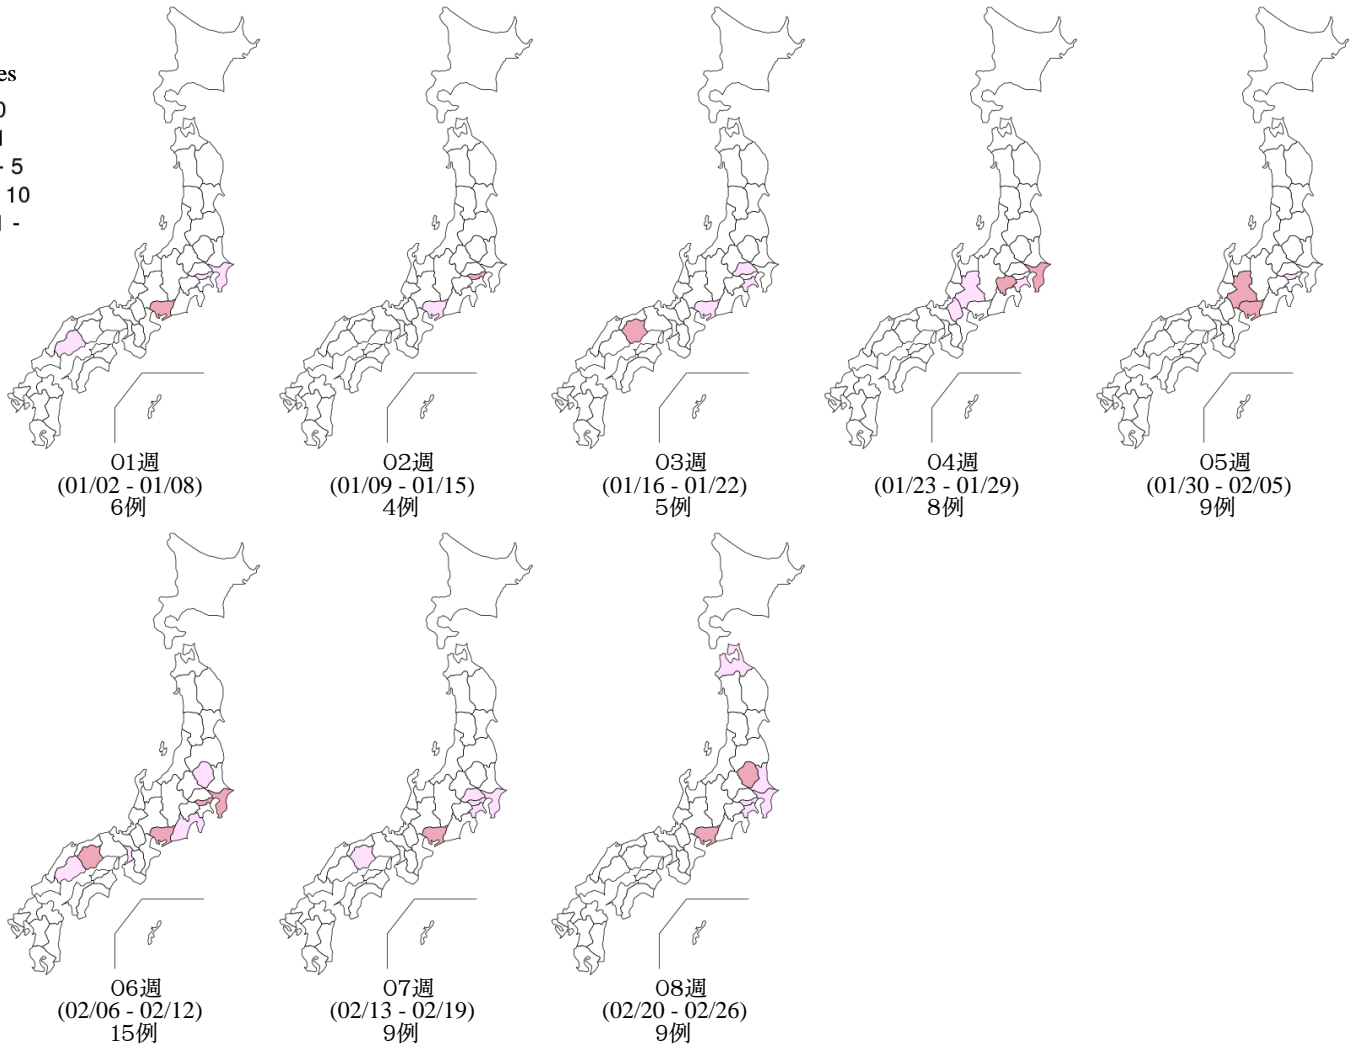 es
0
1
- 5
10
1 -
01週
(01/02 - 01/08)
6例
02週
(01/09 - 01/15)
4例
03週
(01/16 - 01/22)
5例
04週
(01/23 - 01/29)
8例
05週
(01/30 - 02/05)
9例
06週
(02/06 - 02/12)
15例
07週
(02/13 - 02/19)
9例
08週
(02/20 - 02/26)
9例